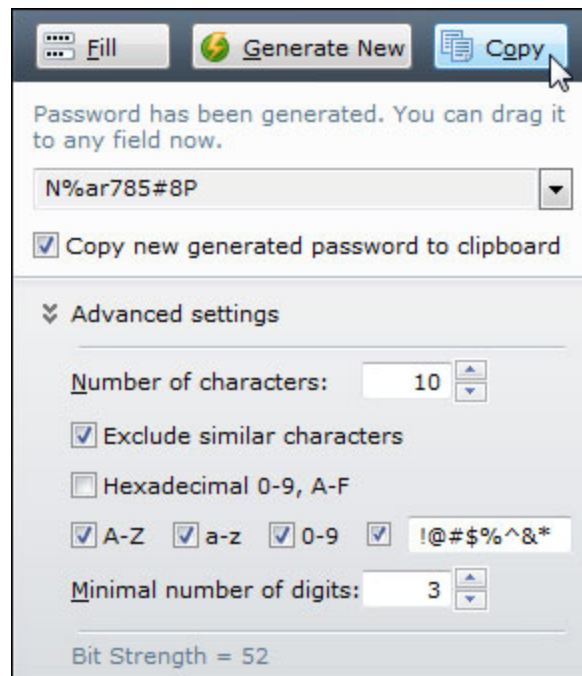 Fill Generate New Copy
Password has been generated. You can drag it
to any field now.
N%ar785#8P
Copy new generated password to clipboard
Advanced settings
Number of characters: 10
Exclude similar characters
Hexadecimal 0-9, A-F
A-Z a-z 0-9 !@#$%^&*
Minimal number of digits: 3
Bit Strength = 52